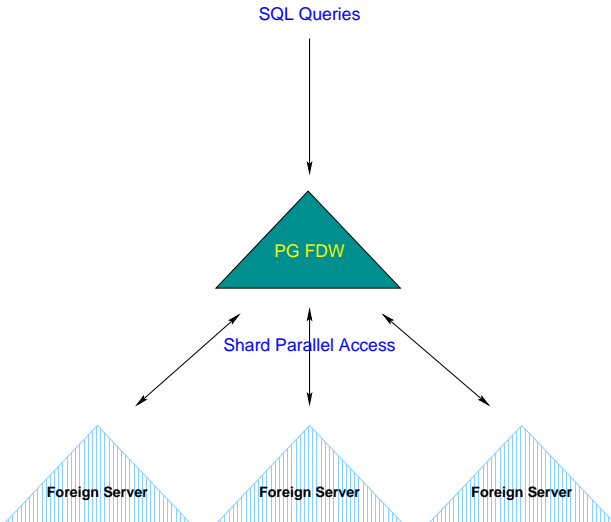 SQL Queries
PG FDW
Shard Parallel Access
Foreign Server
Foreign Server
Foreign Server